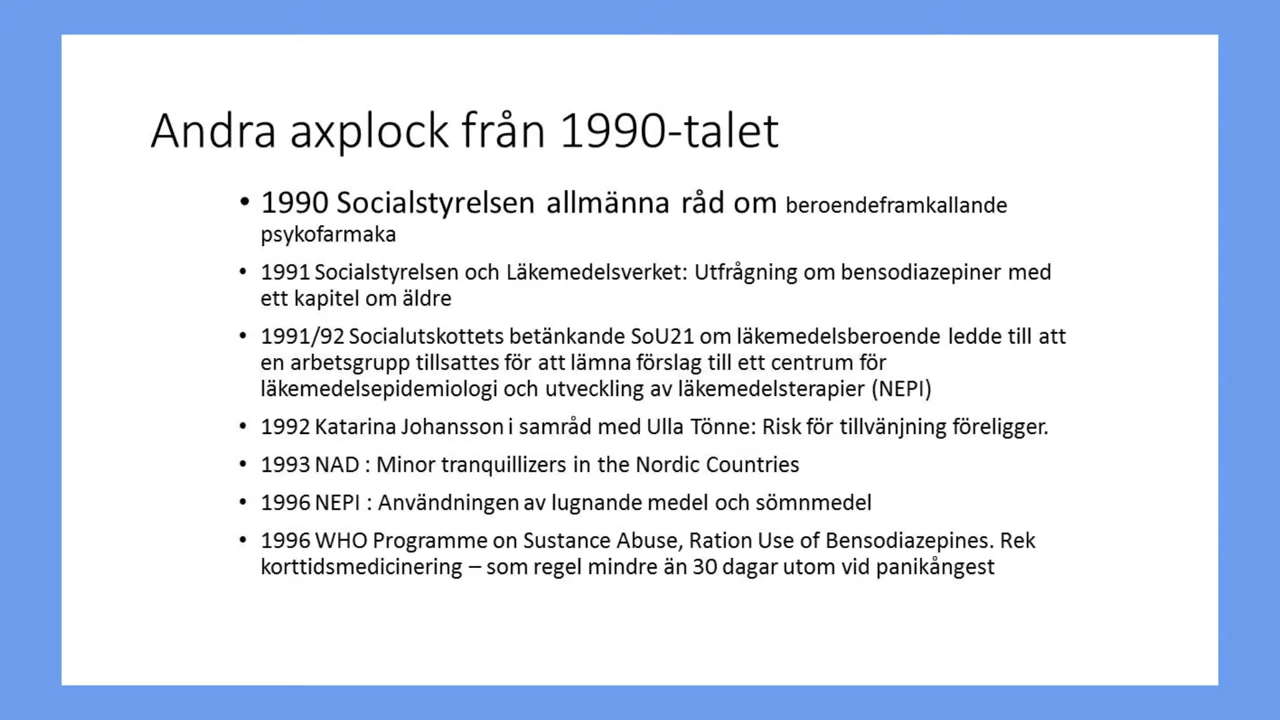 Andra axplock från 1990-talet
• 1990 Socialstyrelsen allmänna råd om beroendeframkallande
psykofarmaka
• 1991 Socialstyrelsen och Läkemedelsverket: Utfrågning om bensodiazepiner med
ett kapitel om äldre
• 1991/92 Socialutskottets betänkande SoU21 om läkemedelsberoende ledde till att
en arbetsgrupp tillsattes för att lämna förslag till ett centrum för
läkemedelsepidemiologi och utveckling av läkemedelsterapier (NEPI)
• 1992 Katarina Johansson i samråd med Ulla Tönne: Risk för tillvänjning föreligger.
• 1993 NAD : Minor tranquillizers in the Nordic Countries
• 1996 NEPI : Användningen av lugnande medel och sömnmedel
• 1996 WHO Programme on Sustance Abuse, Ration Use of Bensodiazepines. Rek
korttidsmedicinering – som regel mindre än 30 dagar utom vid panikångest